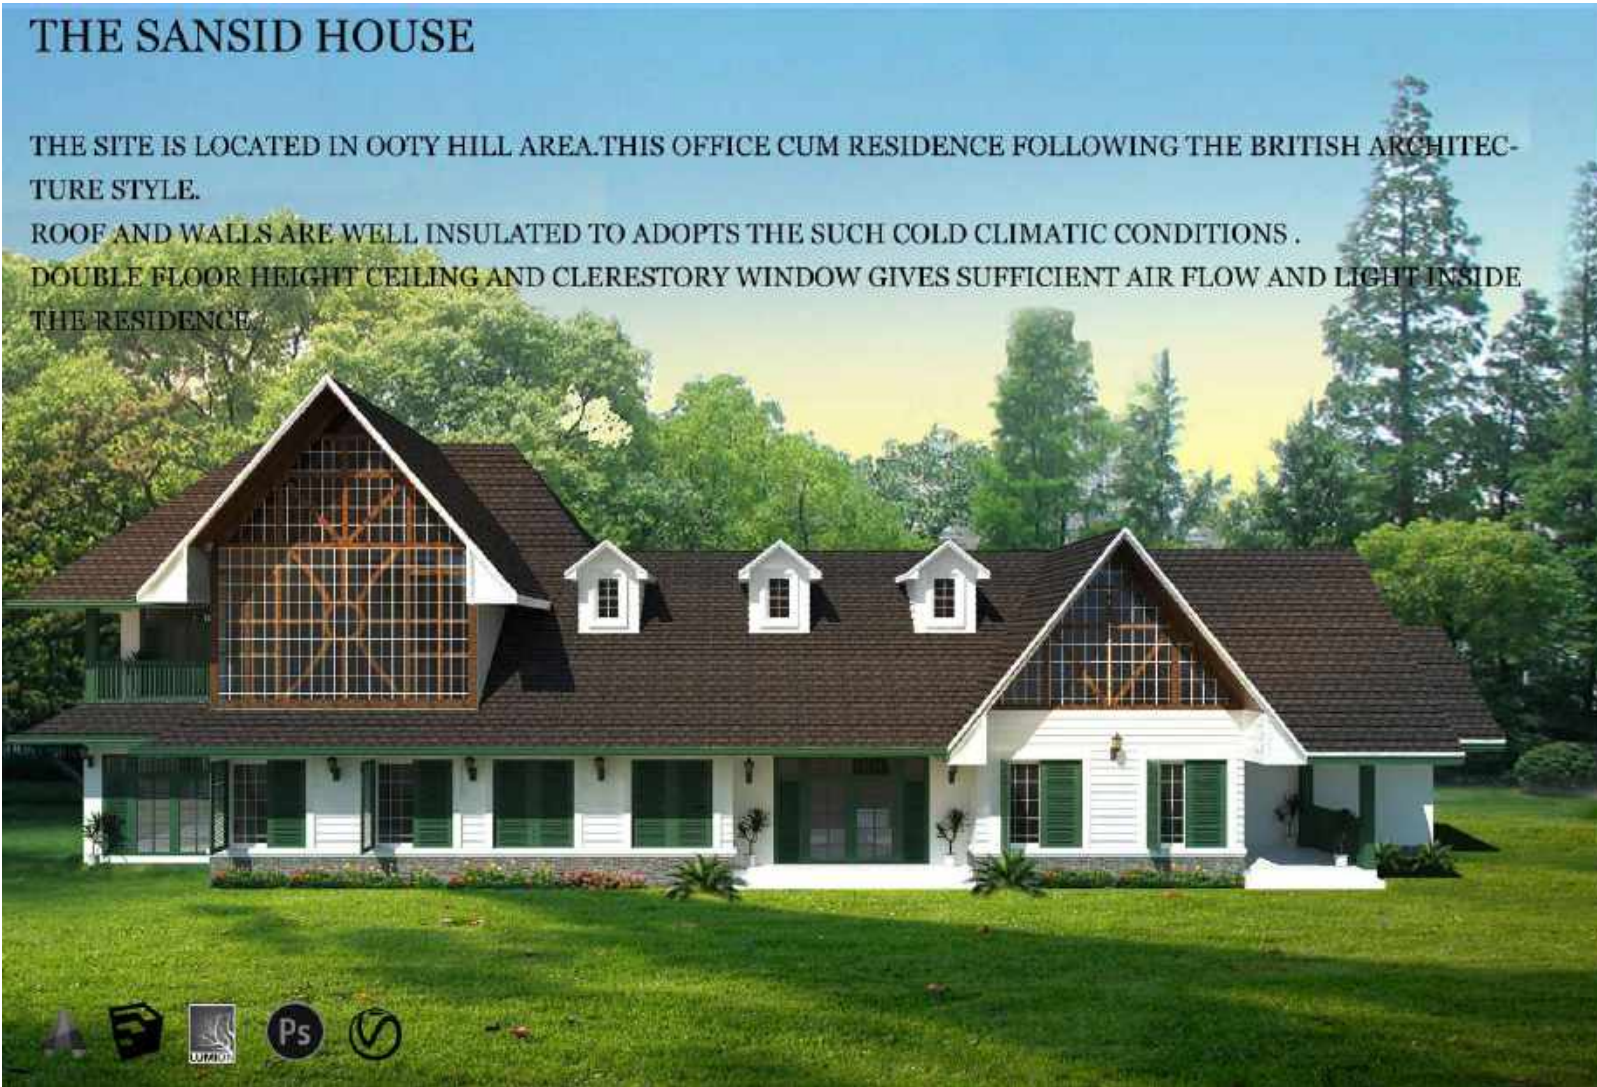 THE SANSID HOUSE
THE SITE IS LOCATED IN OOTY HILL AREA.THIS OFFICE CUM RESIDENCE FOLLOWING THE BRITISH ARCHITEC-
TURE STYLE.
ROOF AND WALLS ARE WELL INSULATED TO ADOPTS THE SUCH COLD CLIMATIC CONDITIONS .
DOUBLE FLOOR HEIGHT CEILING AND CLERESTORY WINDOW GIVES SUFFICIENT AIR FLOW AND LIGHT INSIDE
THE RESIDENCE.
LUMION
Ps